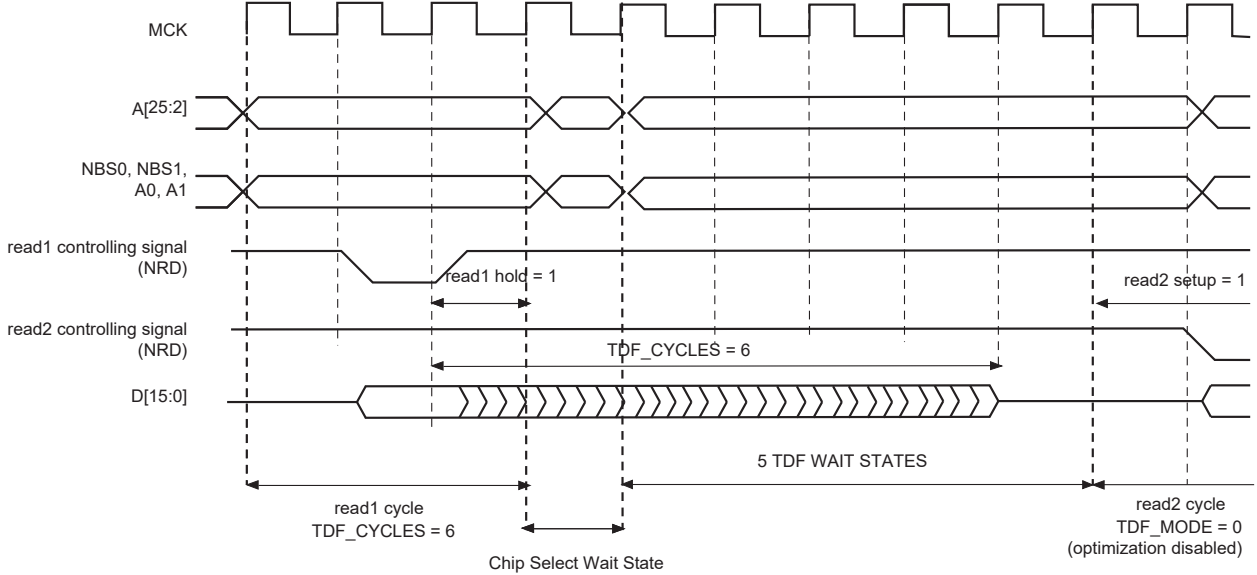 MCK
A[25:2]
NBS0, NBS1,
A0, A1
read1 controlling signal
(NRD)
read1 hold = 1
read2 setup = 1
read2 controlling signal
(NRD)
TDF_CYCLES = 6
D[15:0]
5 TDF WAIT STATES
read1 cycle
TDF_CYCLES = 6
read2 cycle
TDF_MODE = 0
(optimization disabled)
Chip Select Wait State